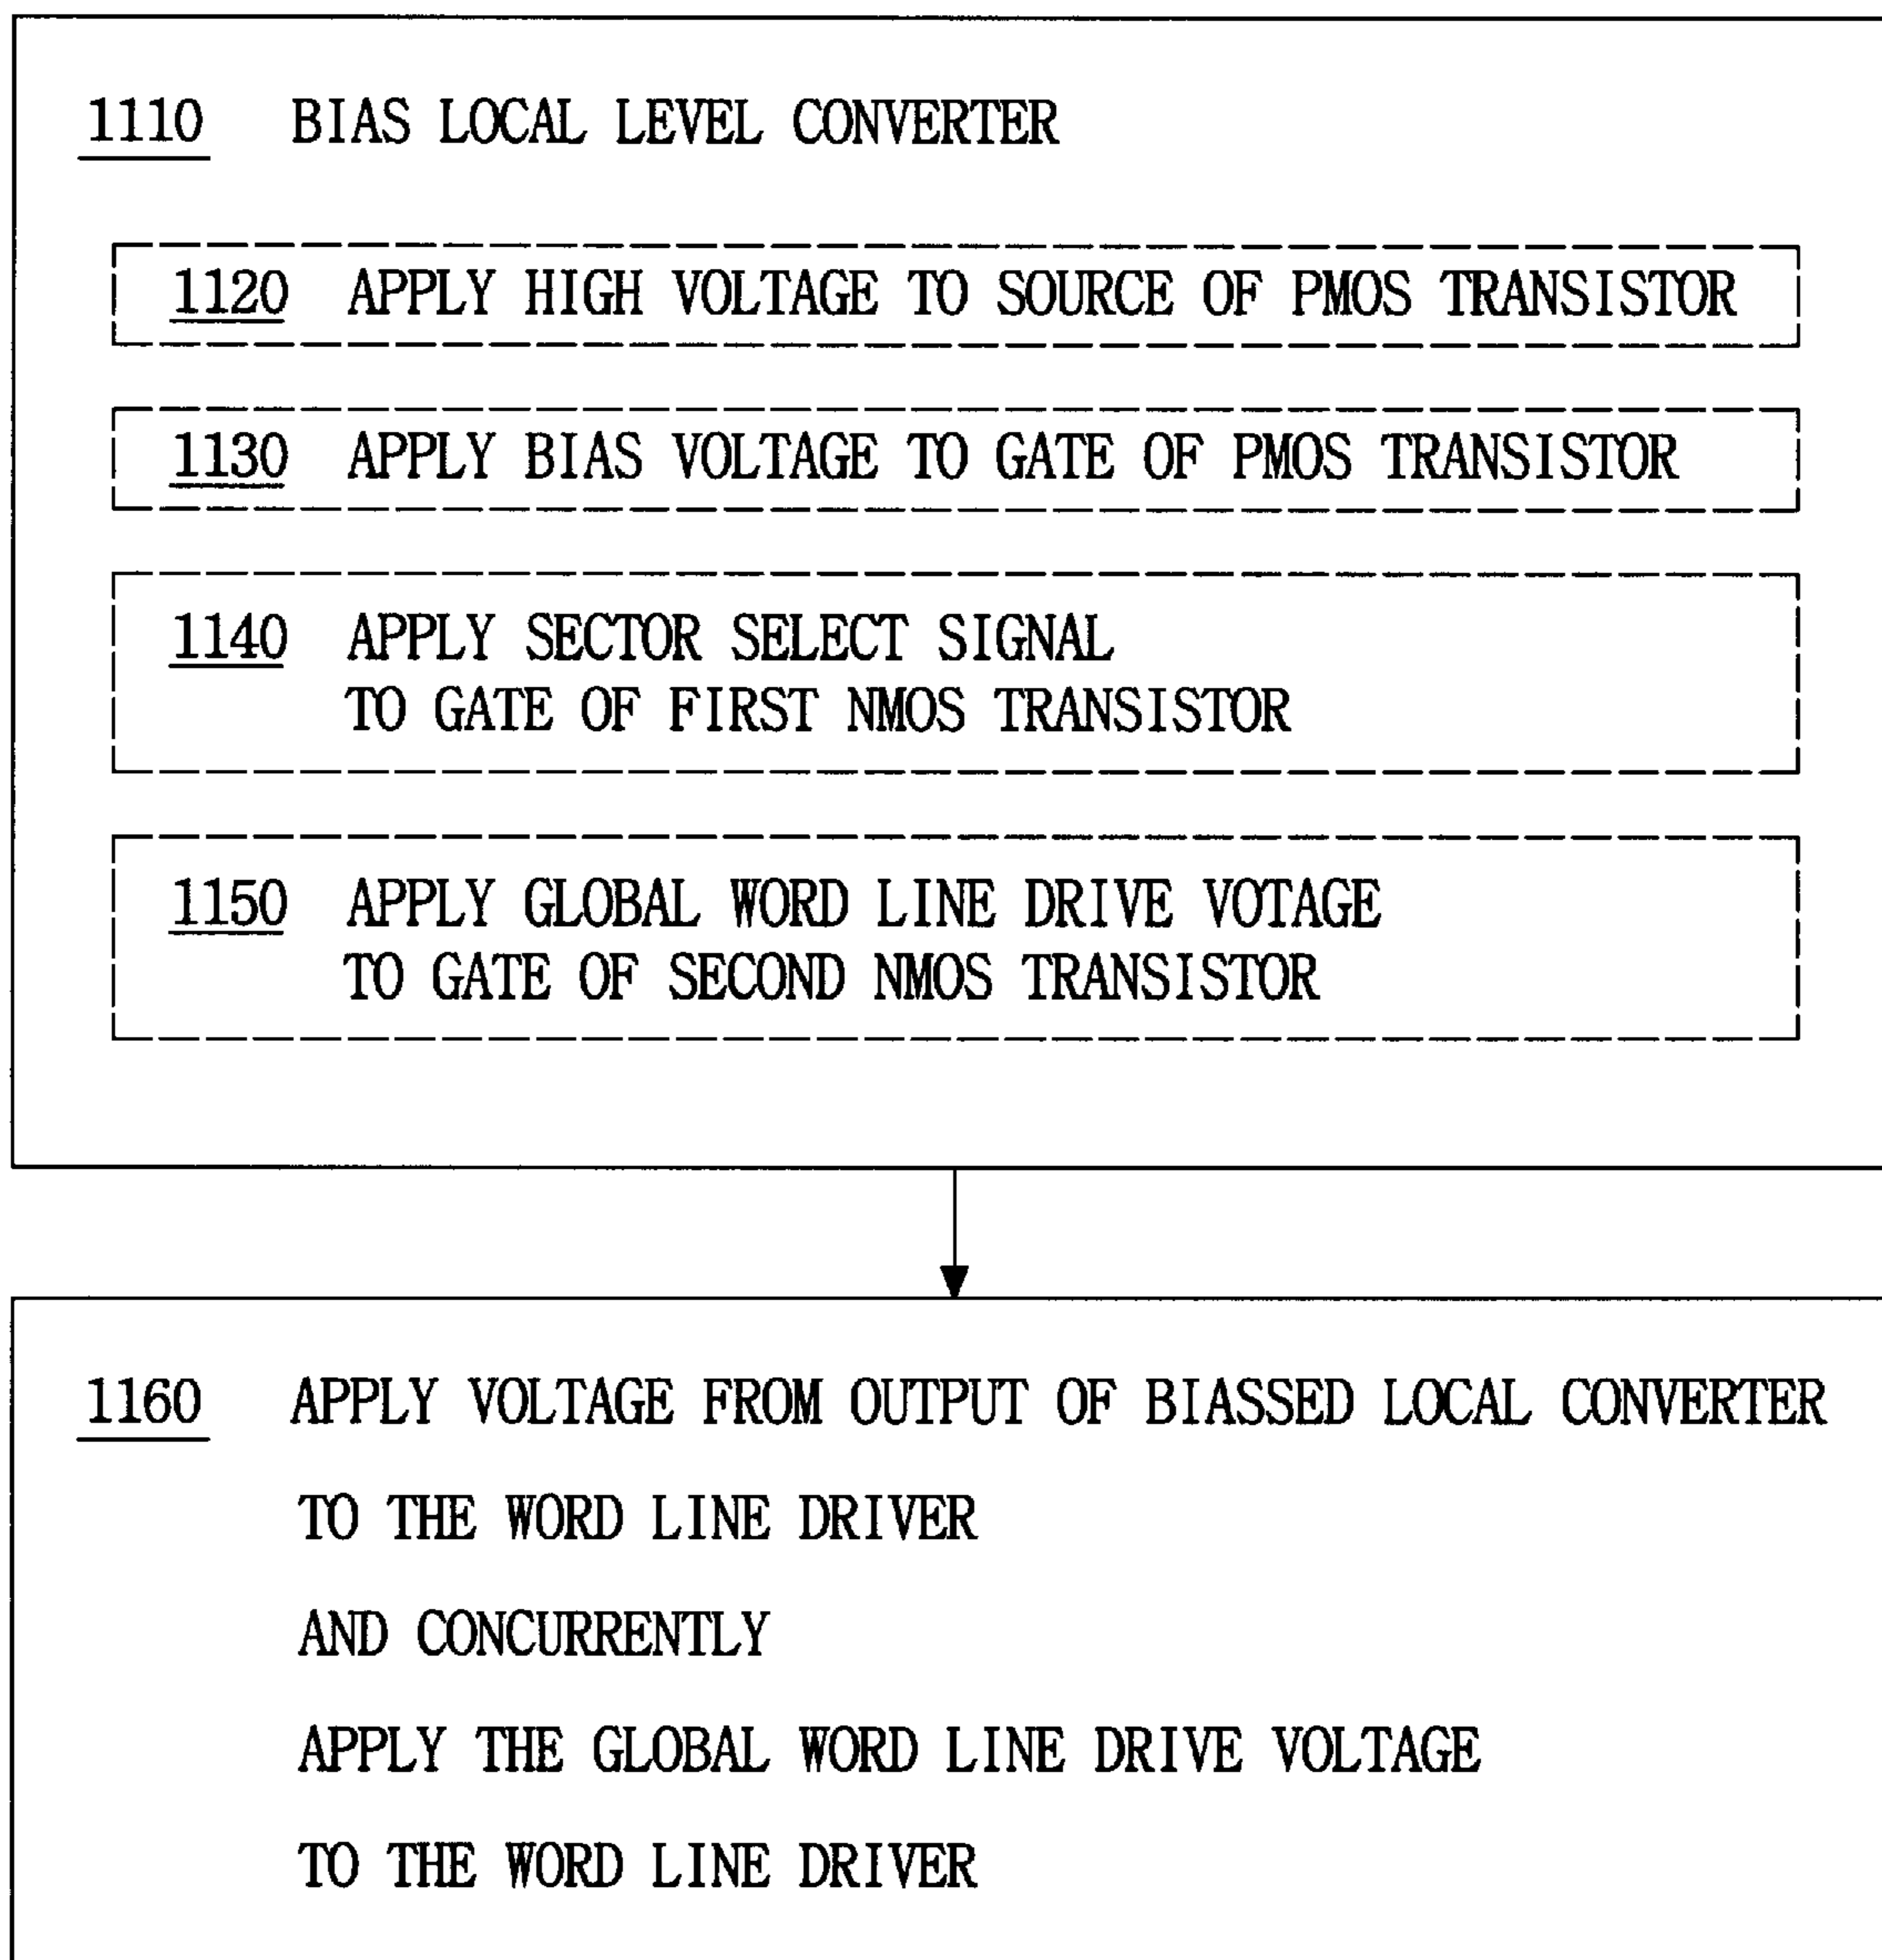 1110 BIAS LOCAL LEVEL CONVERTER
1120 APPLY HIGH VOLTAGE TO SOURCE OF PMOS TRANSISTOR
1130 APPLY BIAS VOLTAGE TO GATE OF PMOS TRANSISTOR
1140 APPLY SECTOR SELECT SIGNAL
TO GATE OF FIRST NMOS TRANSISTOR
1150 APPLY GLOBAL WORD LINE DRIVE VOTAGE
TO GATE OF SECOND NMOS TRANSISTOR
1160 APPLY VOLTAGE FROM OUTPUT OF BIASSED LOCAL CONVERTER
TO THE WORD LINE DRIVER
AND CONCURRENTLY
APPLY THE GLOBAL WORD LINE DRIVE VOLTAGE
TO THE WORD LINE DRIVER